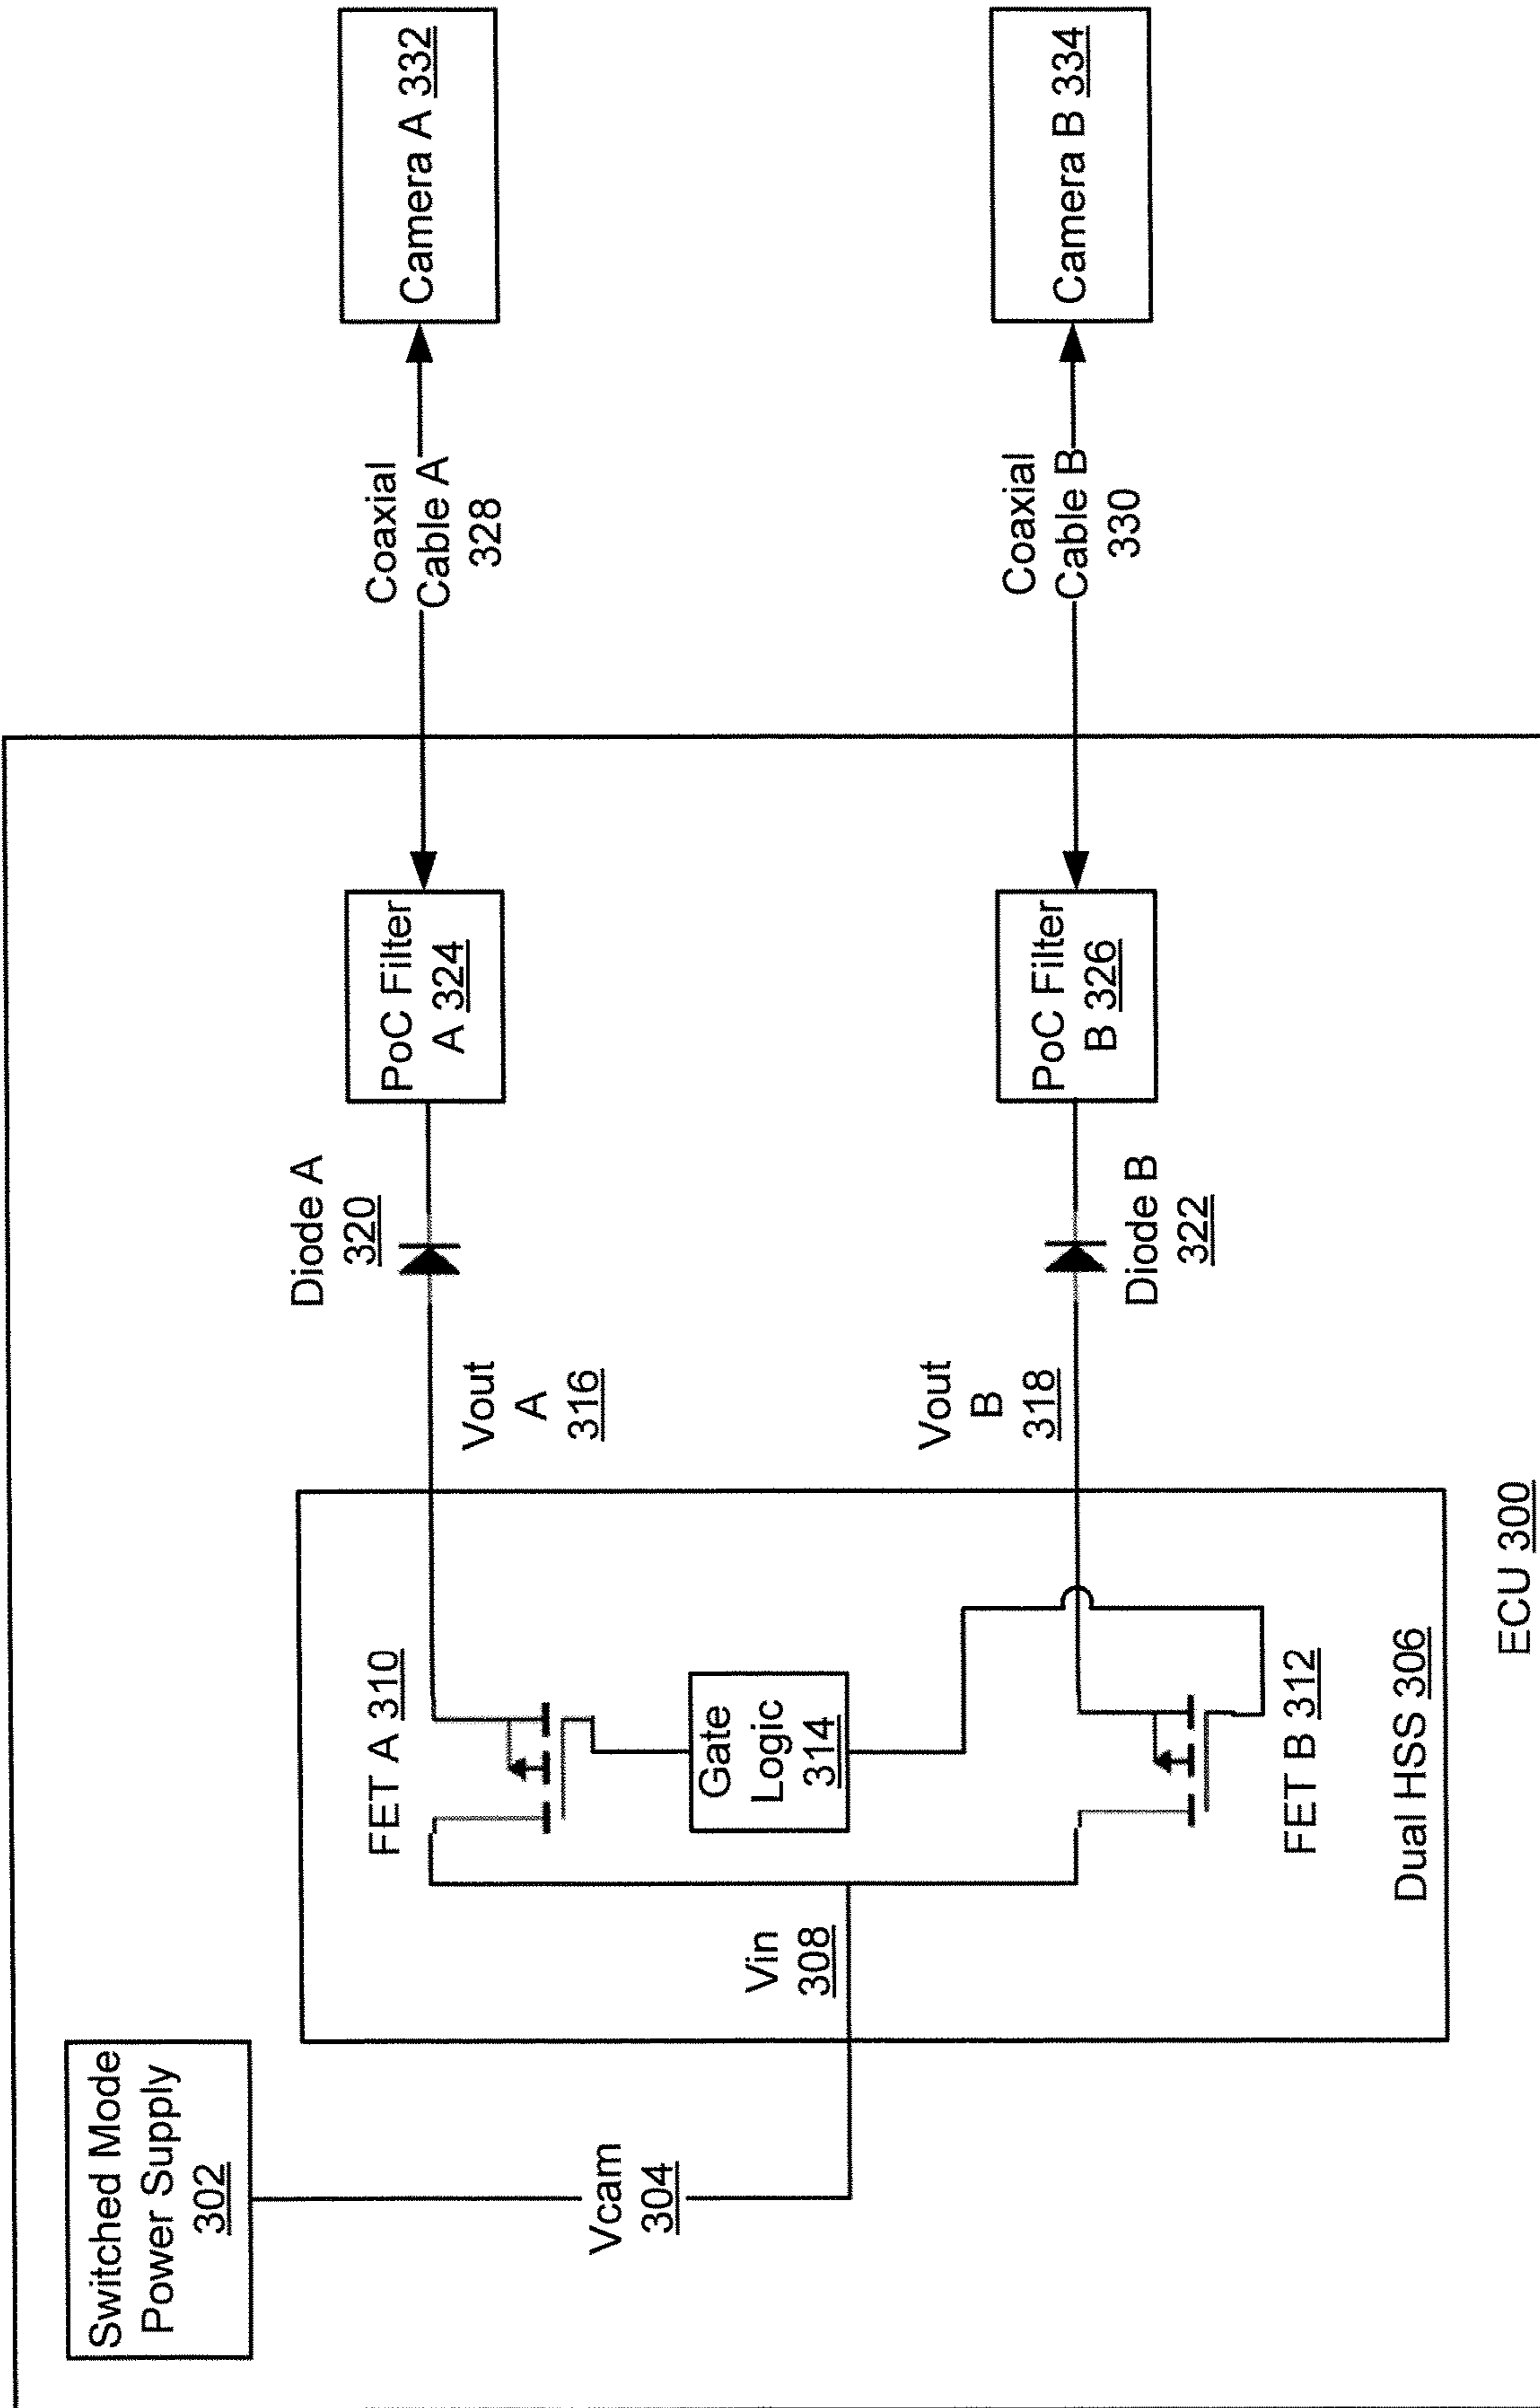 Switched Mode
Power Supply
302
Vcam
304
Vin
308
FET A 310
Gate
Logic
314
FET B 312
Dual HSS 306
ECU 300
Vout
A
316
Vout
B
318
Diode A
320
Diode B
322
PoC Filter
A 324
PoC Filter
B 326
Coaxial
Cable A
328
Coaxial
Cable B
330
Camera A 332
Camera B 334